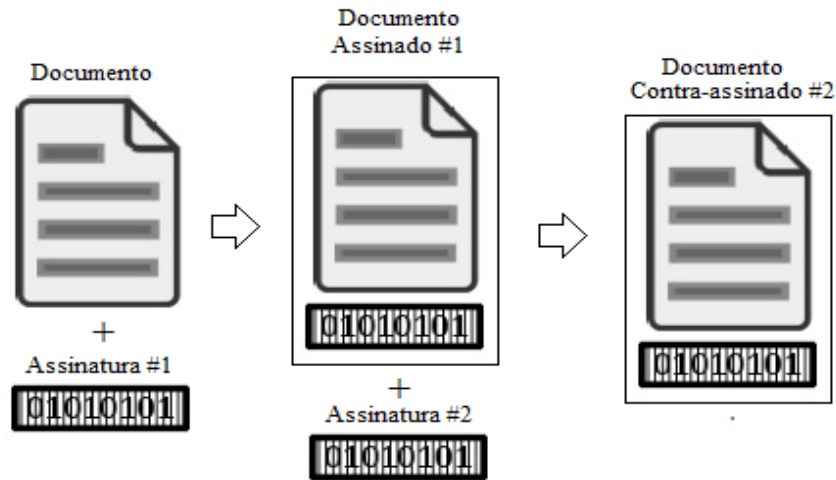 Documento
+
Assinatura #1
01010101
Documento
Assinado #1
01010101
+
Assinatura #2
01010101
Documento
Contra-assinado #2
01010101
.